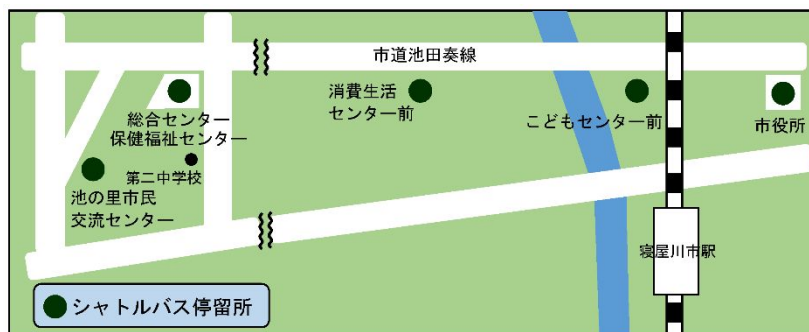 市道池田奏線
消費生活
センター前
こどもセンター前
市役所
総合センター
保健福祉センター
第二中学校
池の里市民
交流センター
寝屋川市駅
シャトルバス停留所